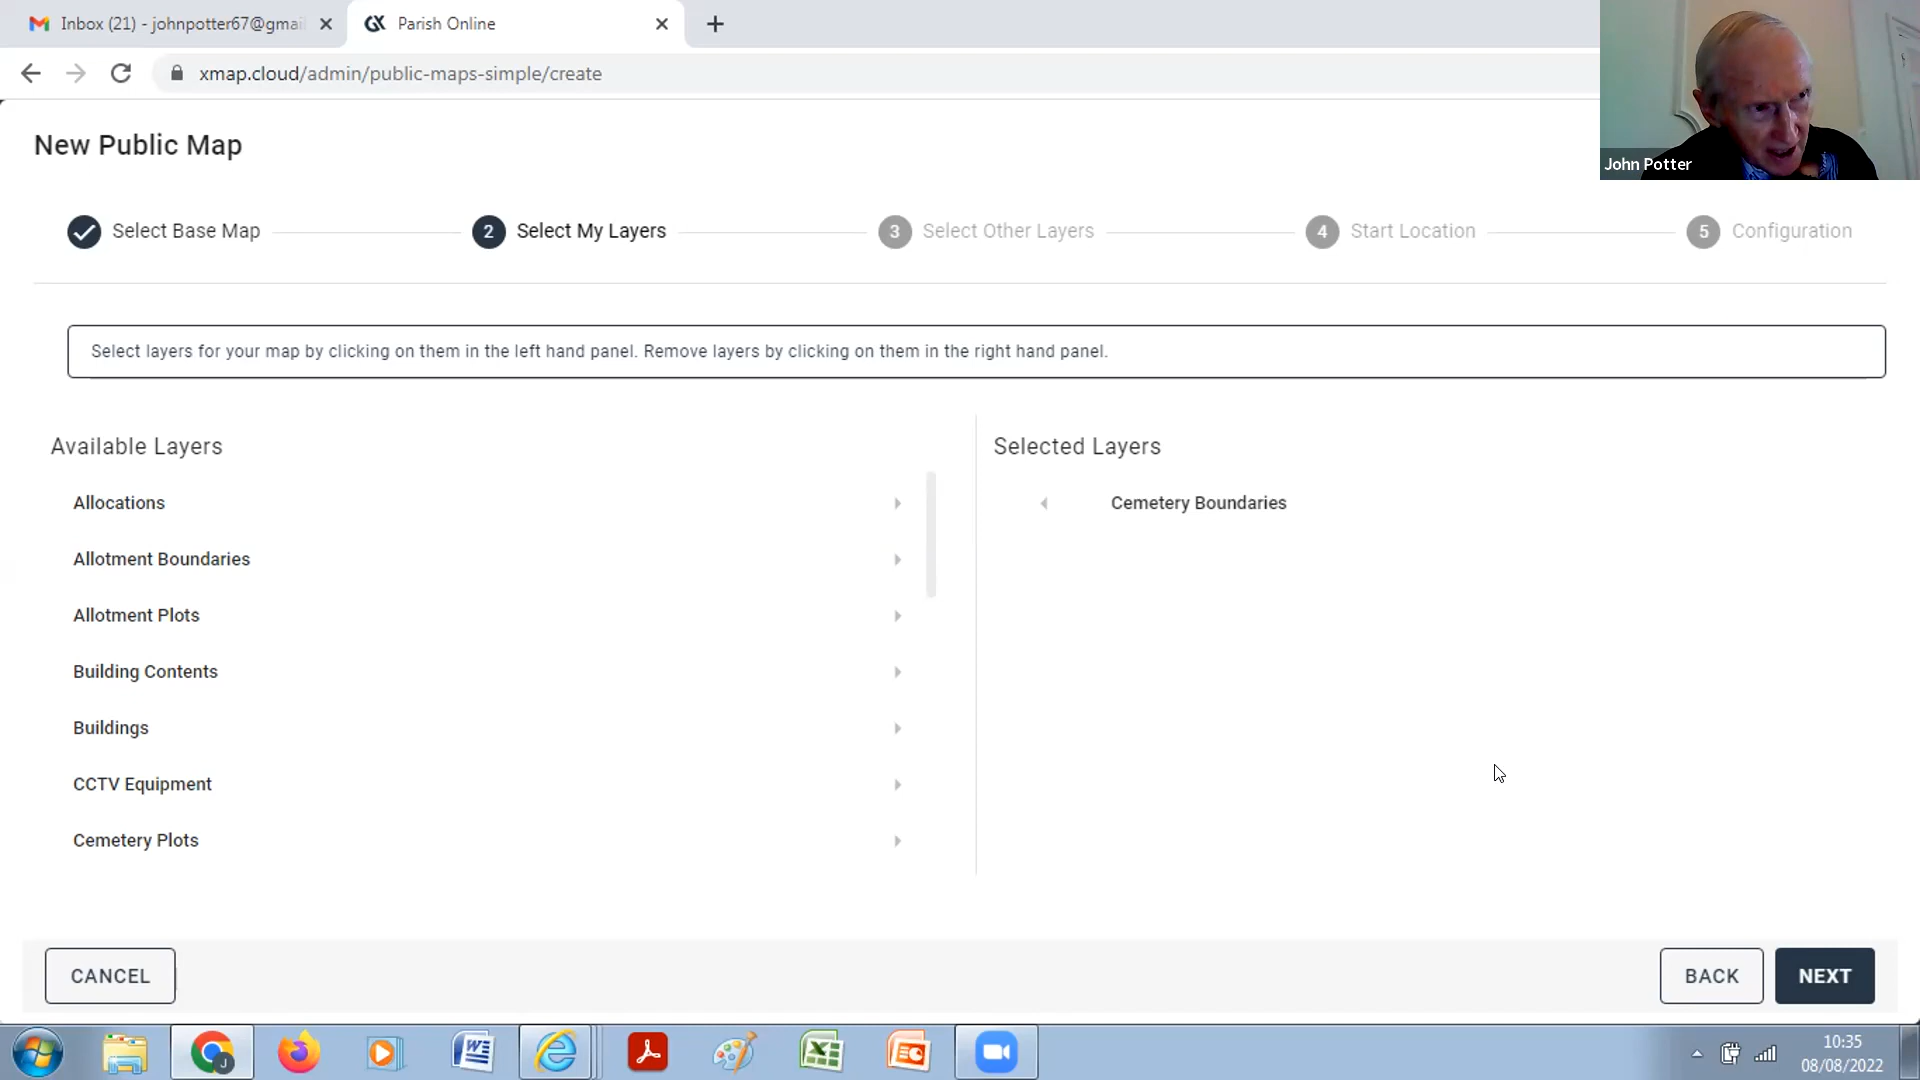 Inbox (21) - johnpotter67@gmai
Parish Online
xmap.cloud/admin/public-maps-simple/create
John Potter
New Public Map
Select Base Map
2 Select My Layers
3 Select Other Layers
4 Start Location
5 Configuration
Select layers for your map by clicking on them in the left hand panel. Remove layers by clicking on them in the right hand panel.
Available Layers
Allocations
Allotment Boundaries
Allotment Plots
Building Contents
Buildings
CCTV Equipment
Cemetery Plots
Selected Layers
Cemetery Boundaries
CANCEL
BACK
NEXT
10:35
08/08/2022